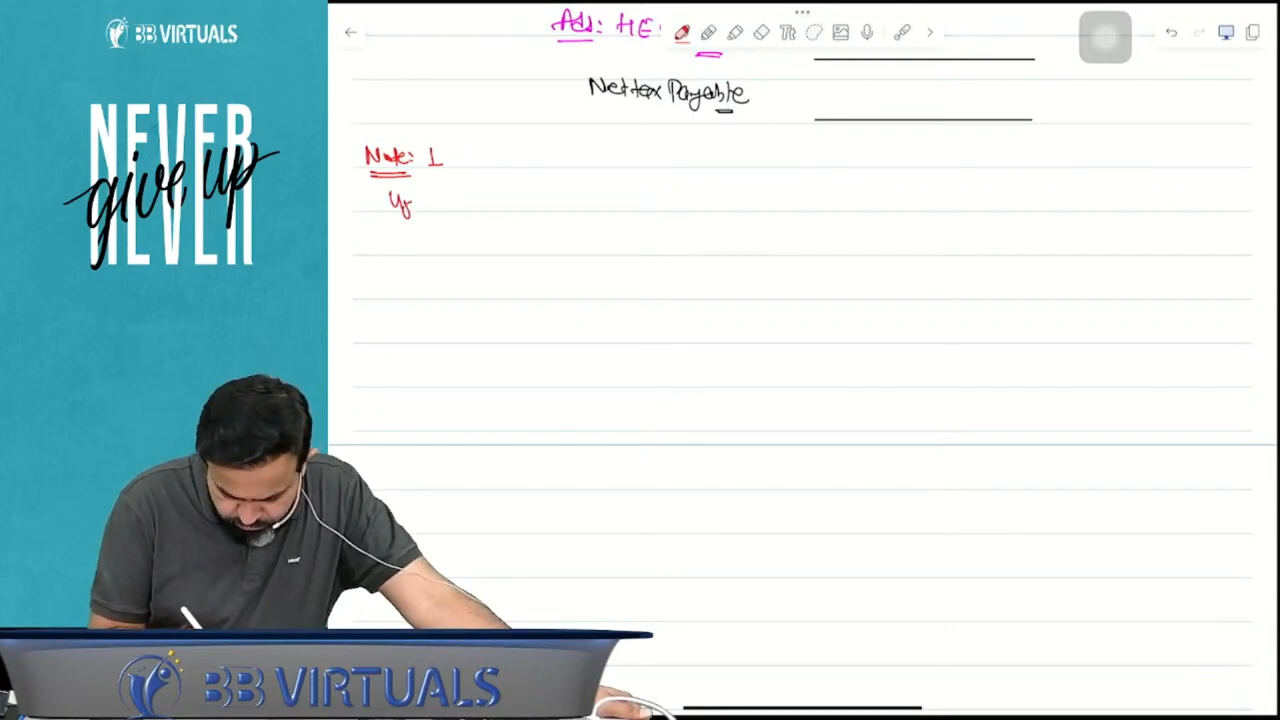 BB VIRTUALS
NEVER
give up
NEVER
Add: HE
Net tax Payable
Note: 1
BB VIRTUALS